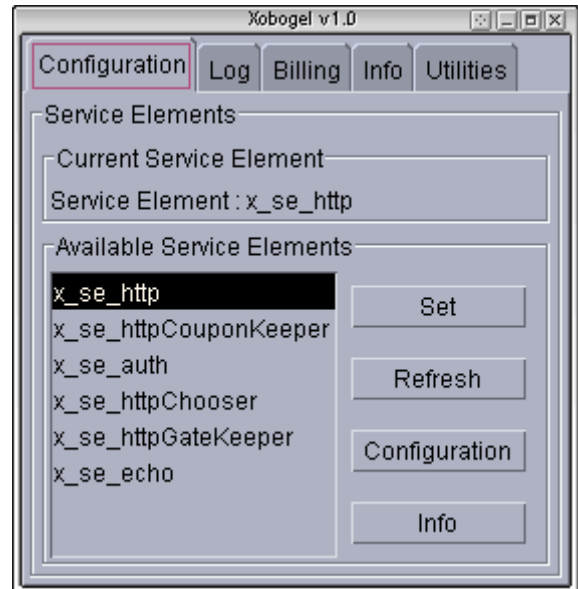 Xobogel v1.0
Configuration Log Billing Info Utilities
Service Elements
Current Service Element
Service Element : x_se_http
Available Service Elements
x_se_http
x_se_httpCouponKeeper
x_se_auth
x_se_httpChooser
x_se_httpGateKeeper
x_se_echo
Set
Refresh
Configuration
Info